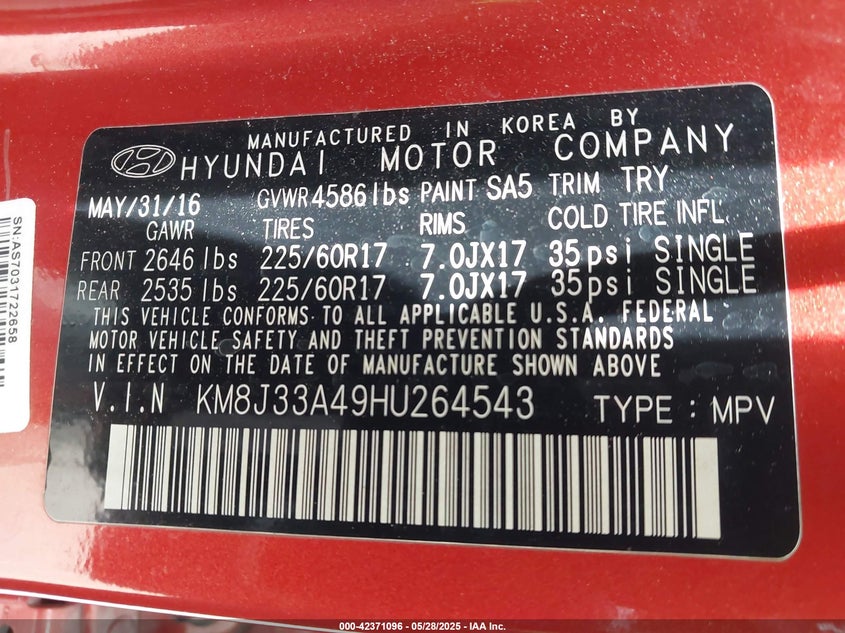 MANUFACTURED IN KOREA BY
HYUNDAI MOTOR COMPANY
MAY/31/16 GVWR 4586 lbs PAINT SA5 TRIM TRY
GAWR TIRES RIMS COLD TIRE INFL.
FRONT 2646 lbs 225/60R17 7.0JX17 35psi SINGLE
REAR 2535 lbs 225/60R17 7.0JX17 35psi SINGLE
THIS VEHICLE CONFORMS TO ALL APPLICABLE U.S.A. FEDERAL
MOTOR VEHICLE SAFETY AND THEFT PREVENTION STANDARDS
IN EFFECT ON THE DATE OF MANUFACTURE SHOWN ABOVE
V.I.N KM8J33A49HU264543 TYPE : MPV
SN:AS7031722658
000-42371096 - 05/28/2025 - IAA Inc.